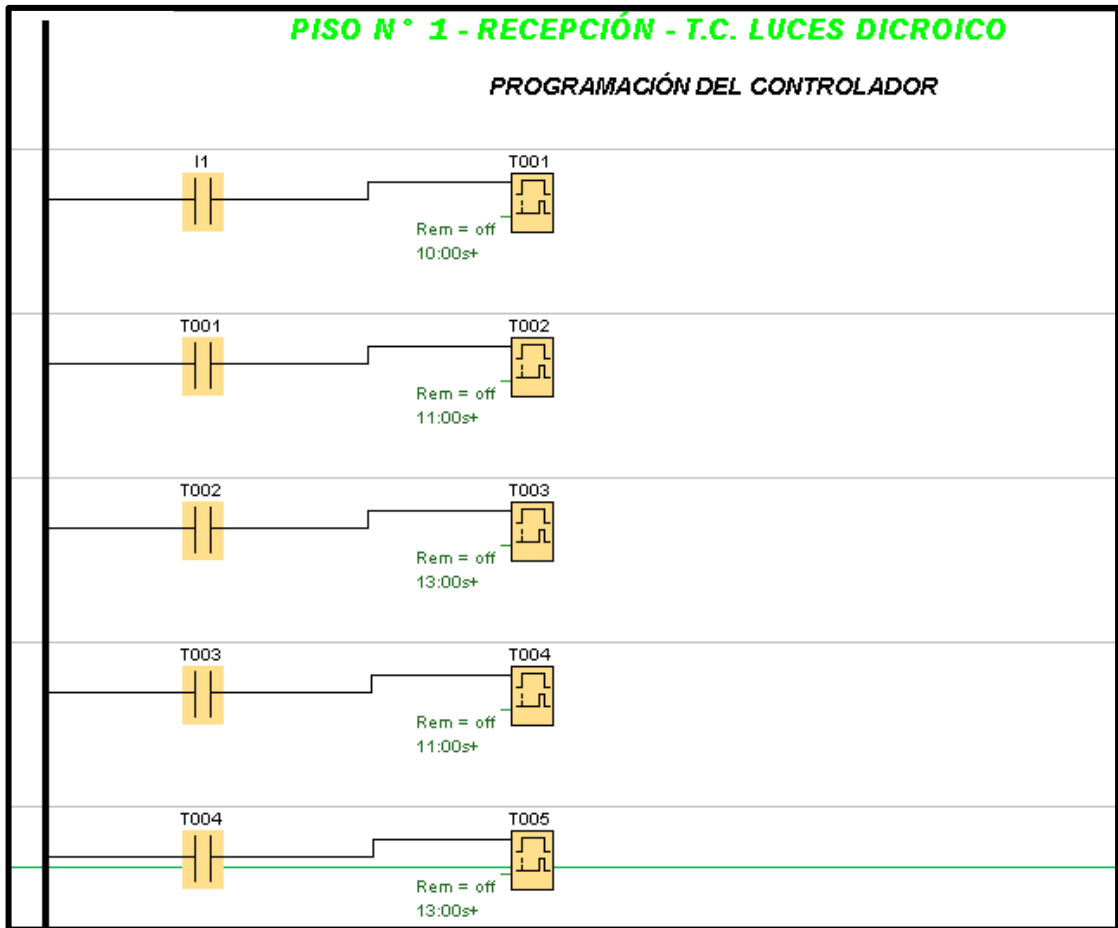 PISO N° 1 - RECEPCIÓN - T.C. LUCES DICROICO
PROGRAMACIÓN DEL CONTROLADOR
I1
T001
Rem = off
10:00s+
T001
T002
Rem = off
11:00s+
T002
T003
Rem = off
13:00s+
T003
T004
Rem = off
11:00s+
T004
T005
Rem = off
13:00s+